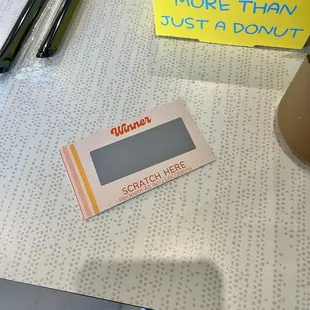 MORE THAN
JUST A DONUT
Winner
SCRATCH HERE